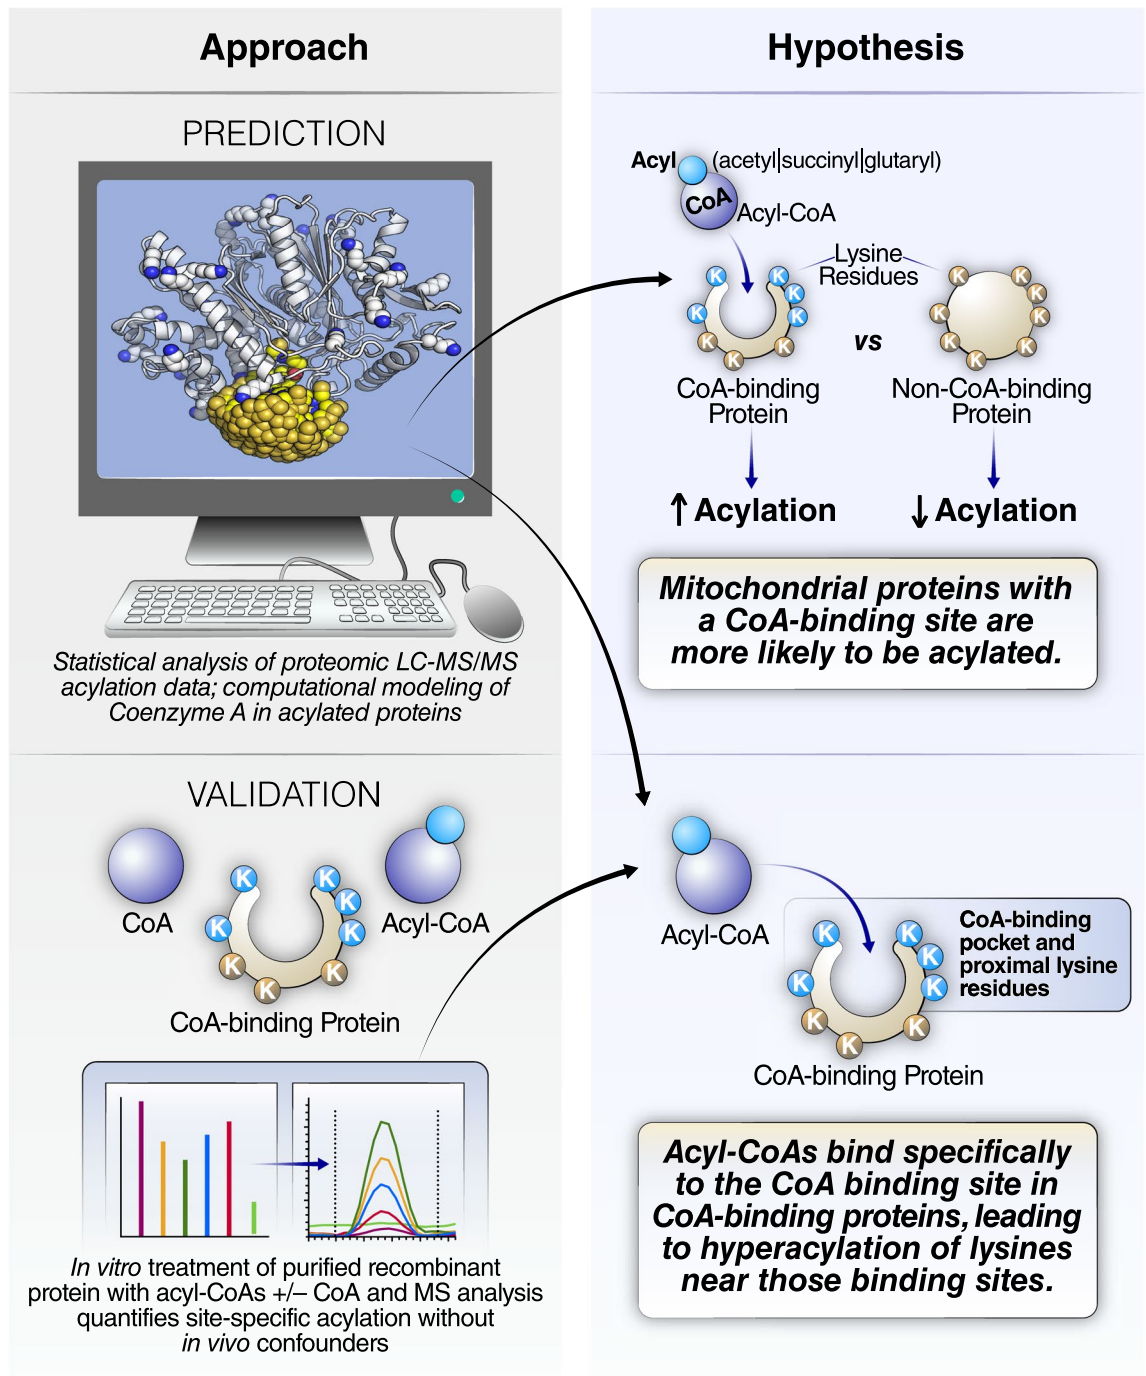 Approach
PREDICTION
Statistical analysis of proteomic LC-MS/MS
acylation data; computational modeling of
Coenzyme A in acylated proteins
VALIDATION
CoA
Acyl-CoA
K
K
K
K
K
K
K
K
CoA-binding Protein
In vitro treatment of purified recombinant
protein with acyl-CoAs +/– CoA and MS analysis
quantifies site-specific acylation without
in vivo confounders
Hypothesis
Acyl (acetyl|succinyl|glutaryl)
CoA
Acyl-CoA
Lysine
Residues
K
K
K
K
K
K
K
K
vs
K
K
K
K
K
K
K
K
CoA-binding
Protein
Non-CoA-binding
Protein
↑ Acylation
↓ Acylation
Mitochondrial proteins with
a CoA-binding site are
more likely to be acylated.
Acyl-CoA
CoA-binding
pocket and
proximal lysine
residues
K
K
K
K
K
K
K
K
CoA-binding Protein
Acyl-CoAs bind specifically
to the CoA binding site in
CoA-binding proteins, leading
to hyperacylation of lysines
near those binding sites.